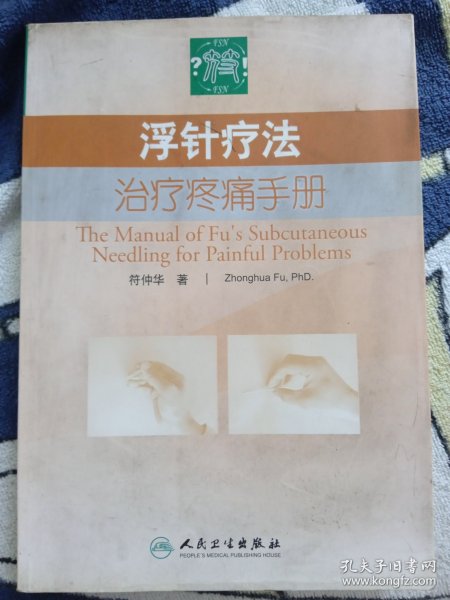 FSN
? 符 !
FSN
浮针疗法
治疗疼痛手册
The Manual of Fu's Subcutaneous
Needling for Painful Problems
符仲华 著 | Zhonghua Fu, PhD.
人民卫生出版社
PEOPLE'S MEDICAL PUBLISHING HOUSE
孔夫子旧书网
www.kongfz.com